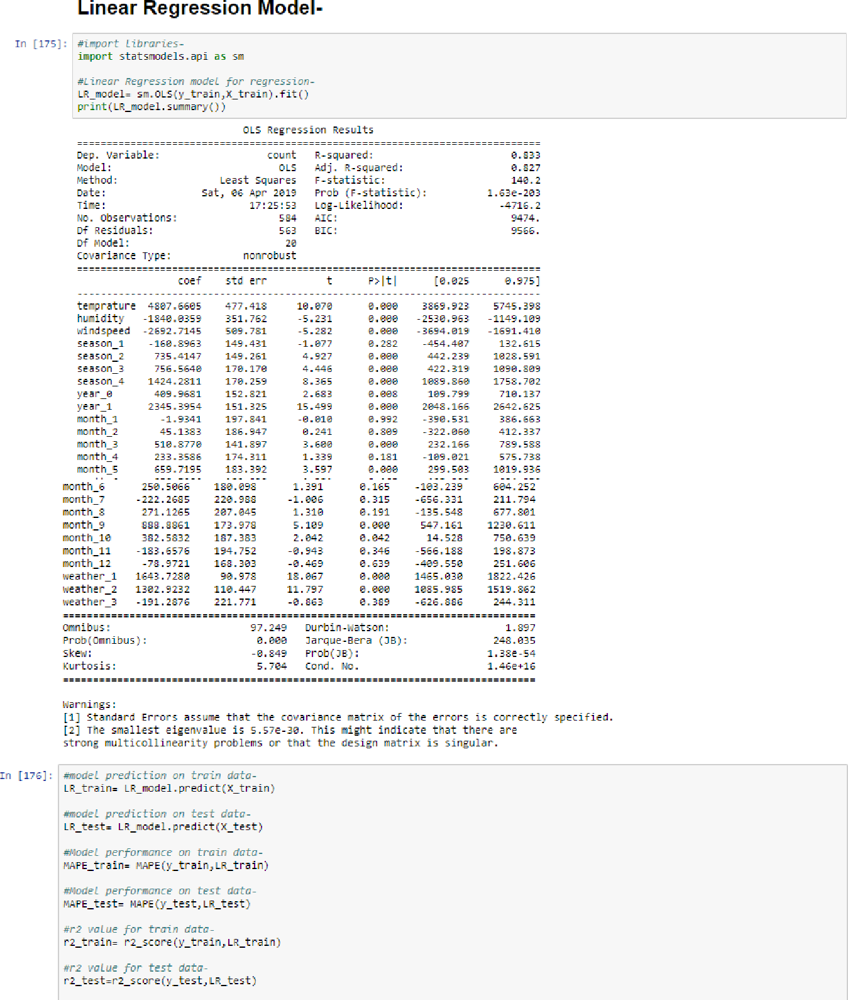 Linear Regression Model-
In [175]: #import libraries-
import statsmodels.api as sm
#Linear Regression model for regression-
LR_model= sm.OLS(y_train,X_train).fit()
print(LR_model.summary())
OLS Regression Results
==============================================================================
Dep. Variable: count R-squared: 0.833
Model: OLS Adj. R-squared: 0.827
Method: Least Squares F-statistic: 140.2
Date: Sat, 06 Apr 2019 Prob (F-statistic): 1.63e-203
Time: 17:25:53 Log-Likelihood: -4716.2
No. Observations: 584 AIC: 9474.
Df Residuals: 563 BIC: 9566.
Df Model: 20
Covariance Type: nonrobust
==============================================================================
coef std err t P>|t| [0.025 0.975]
------------------------------------------------------------------------------
temprature 4807.6605 477.418 10.070 0.000 3869.923 5745.398
humidity -1840.0359 351.762 -5.231 0.000 -2530.963 -1149.109
windspeed -2692.7145 509.781 -5.282 0.000 -3694.019 -1691.410
season_1 -160.8963 149.431 -1.077 0.282 -454.407 132.615
season_2 735.4147 149.261 4.927 0.000 442.239 1028.591
season_3 756.5640 170.170 4.446 0.000 422.319 1090.809
season_4 1424.2811 170.259 8.365 0.000 1089.860 1758.702
year_0 409.9681 152.821 2.683 0.008 109.799 710.137
year_1 2345.3954 151.325 15.499 0.000 2048.166 2642.625
month_1 -1.9341 197.841 -0.010 0.992 -390.531 386.663
month_2 45.1383 186.947 0.241 0.809 -322.060 412.337
month_3 510.8770 141.897 3.600 0.000 232.166 789.588
month_4 233.3586 174.311 1.339 0.181 -109.021 575.738
month_5 659.7195 183.392 3.597 0.000 299.503 1019.936
month_6 250.5066 180.098 1.391 0.165 -103.239 604.252
month_7 -222.2685 220.988 -1.006 0.315 -656.331 211.794
month_8 271.1265 207.045 1.310 0.191 -135.548 677.801
month_9 888.8861 173.978 5.109 0.000 547.161 1230.611
month_10 382.5832 187.383 2.042 0.042 14.528 750.639
month_11 -183.6576 194.752 -0.943 0.346 -566.188 198.873
month_12 -78.9721 168.303 -0.469 0.639 -409.550 251.606
weather_1 1643.7280 90.978 18.067 0.000 1465.030 1822.426
weather_2 1302.9232 110.447 11.797 0.000 1085.985 1519.862
weather_3 -191.2876 221.771 -0.863 0.389 -626.886 244.311
==============================================================================
Omnibus: 97.249 Durbin-Watson: 1.897
Prob(Omnibus): 0.000 Jarque-Bera (JB): 248.035
Skew: -0.849 Prob(JB): 1.38e-54
Kurtosis: 5.704 Cond. No. 1.46e+16
==============================================================================
Warnings:
[1] Standard Errors assume that the covariance matrix of the errors is correctly specified.
[2] The smallest eigenvalue is 5.57e-30. This might indicate that there are
strong multicollinearity problems or that the design matrix is singular.
In [176]: #model prediction on train data-
LR_train= LR_model.predict(X_train)
#model prediction on test data-
LR_test= LR_model.predict(X_test)
#Model performance on train data-
MAPE_train= MAPE(y_train,LR_train)
#Model performance on test data-
MAPE_test= MAPE(y_test,LR_test)
#r2 value for train data-
r2_train= r2_score(y_train,LR_train)
#r2 value for test data-
r2_test=r2_score(y_test,LR_test)